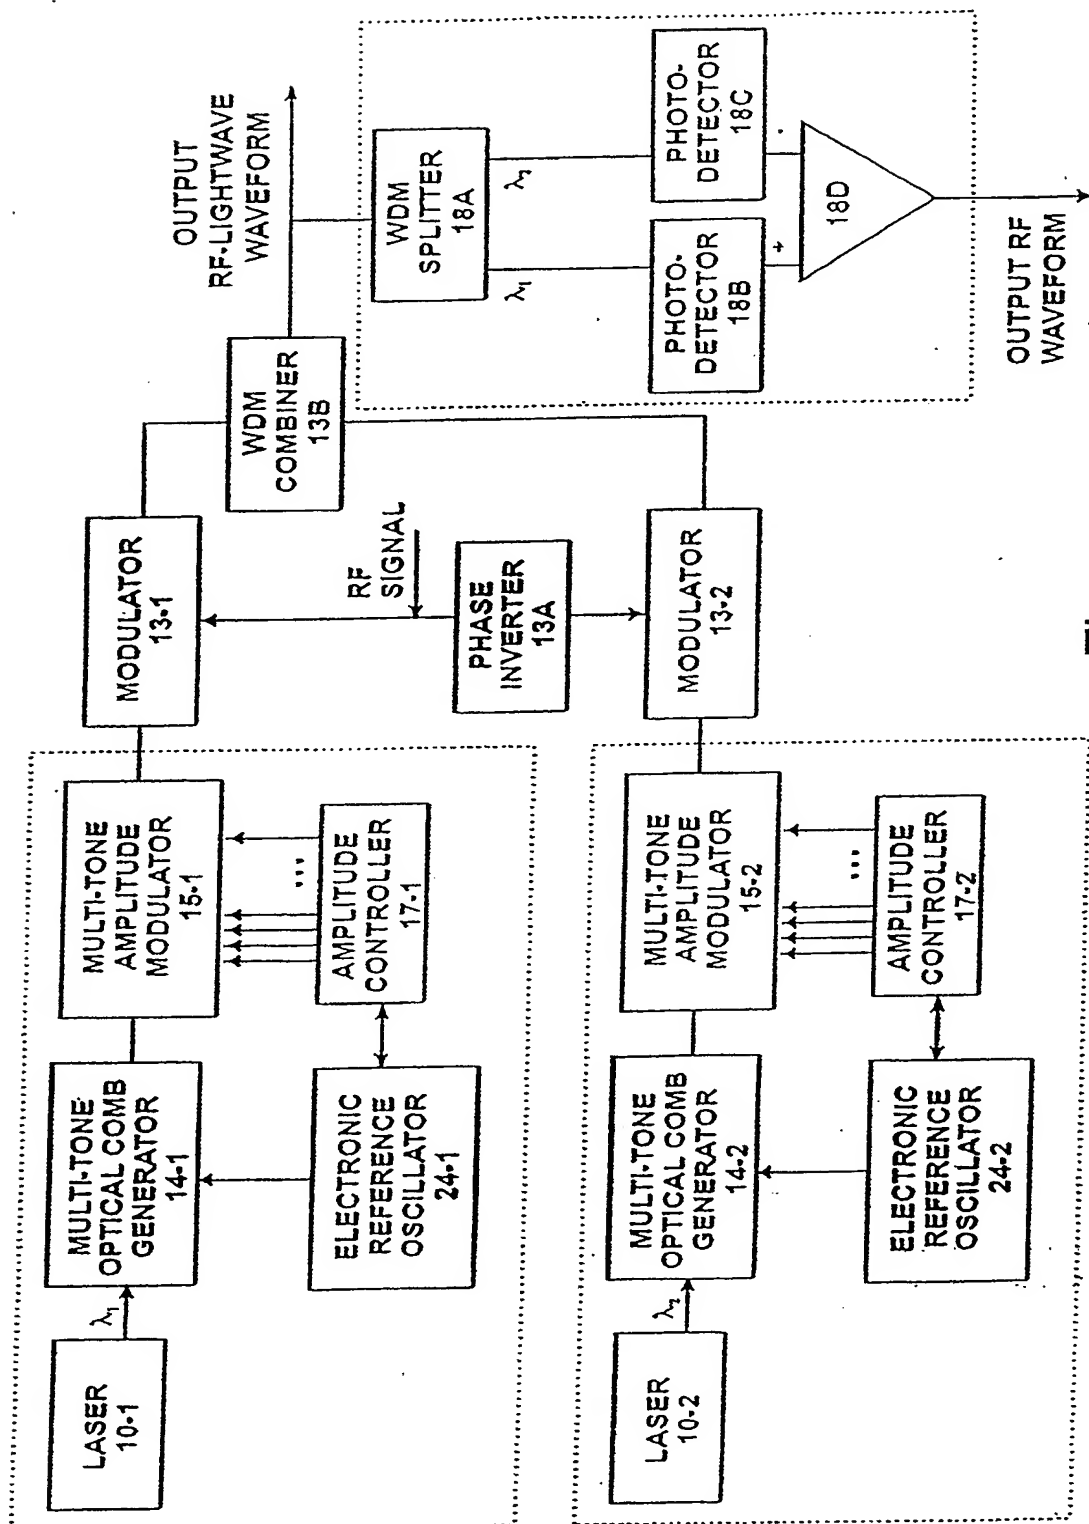 LASER
10-1
λ₁
MULTI-TONE
OPTICAL COMB
GENERATOR
14-1
ELECTRONIC
REFERENCE
OSCILLATOR
24-1
MULTI-TONE
AMPLITUDE
MODULATOR
15-1
...
AMPLITUDE
CONTROLLER
17-1
MODULATOR
13-1
RF
SIGNAL
PHASE
INVERTER
13A
LASER
10-2
λ₂
MULTI-TONE
OPTICAL COMB
GENERATOR
14-2
ELECTRONIC
REFERENCE
OSCILLATOR
24-2
MULTI-TONE
AMPLITUDE
MODULATOR
15-2
...
AMPLITUDE
CONTROLLER
17-2
MODULATOR
13-2
WDM
COMBINER
13B
OUTPUT
RF-LIGHTWAVE
WAVEFORM
WDM
SPLITTER
18A
λ₁
λ₂
PHOTO-
DETECTOR
18B
PHOTO-
DETECTOR
18C
+
18D
OUTPUT RF
WAVEFORM